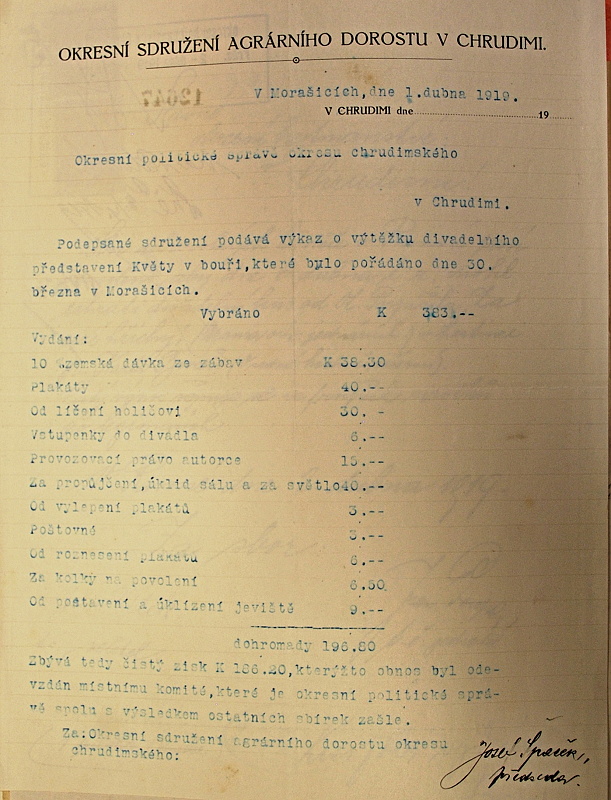 OKRESNÍ SDRUŽENÍ AGRÁRNÍHO DOROSTU V CHRUDIMI.
12647
V Morašicích, dne 1. dubna 1919.
V CHRUDIMI dne 19
Okresní politické správě okresu chrudimského
v Chrudimi.
Podepsané sdružení podává výkaz o výtěžku divadelního
představení Květy v bouři, které bylo pořádáno dne 30.
března v Morašicích.
Vybráno K 383.--
Vydání:
10 %zemská dávka ze zábav K 38.30
Plakáty 40.--
Od líčení holičovi 30. -
Vstupenky do divadla 6.--
Provozovací právo autorce 15.--
Za propůjčení, úklid sálu a za světlo 40.--
Od vylepení plakátů 3.--
Poštovné 3.--
Od roznesení plakátů 6.--
Za kolky na povolení 6.50
Od postavení a úklízení jeviště 9.--
dohromady 196.80
Zbývá tedy čistý zisk K 186.20, kterýžto obnos byl ode-
vzdán místnímu komité, které je okresní politické sprá-
vě spolu s výsledkem ostatních sbírek zašle.
Za: Okresní sdružení agrárního dorostu okresu
chrudimského:
Josef Špaček,
předseda.